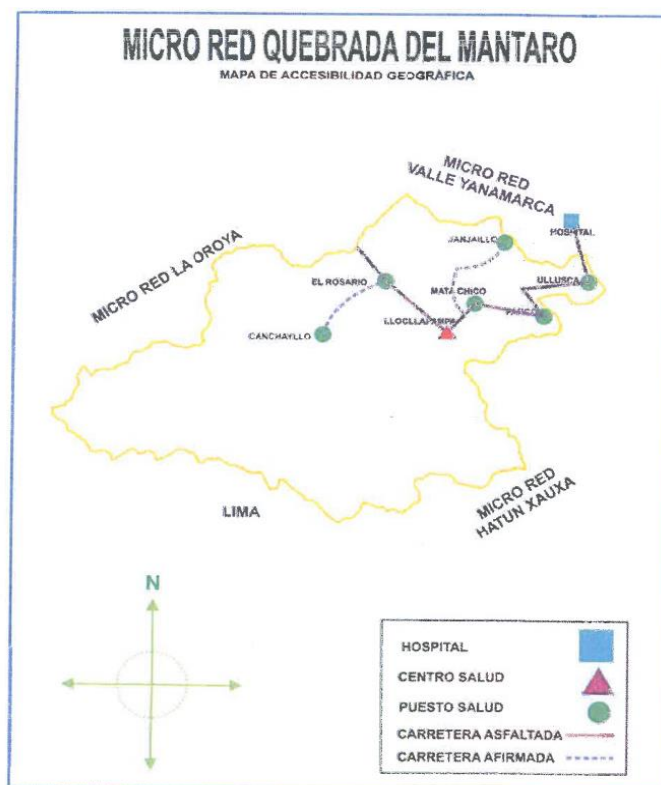 MICRO RED QUEBRADA DEL MANTARO
MAPA DE ACCESIBILIDAD GEOGRÁFICA
MICRO RED
VALLE YANAMARCA
HOSPITAL
JANJAILLO
MICRO RED LA OROYA
EL ROSARIO
ULLUSCA
MATA CHICO
LLOCLLAPAMPA
CANCHAYLLO
MICRO RED
HATUN XAUXA
LIMA
N
HOSPITAL
CENTRO SALUD
PUESTO SALUD
CARRETERA ASFALTADA
CARRETERA AFIRMADA